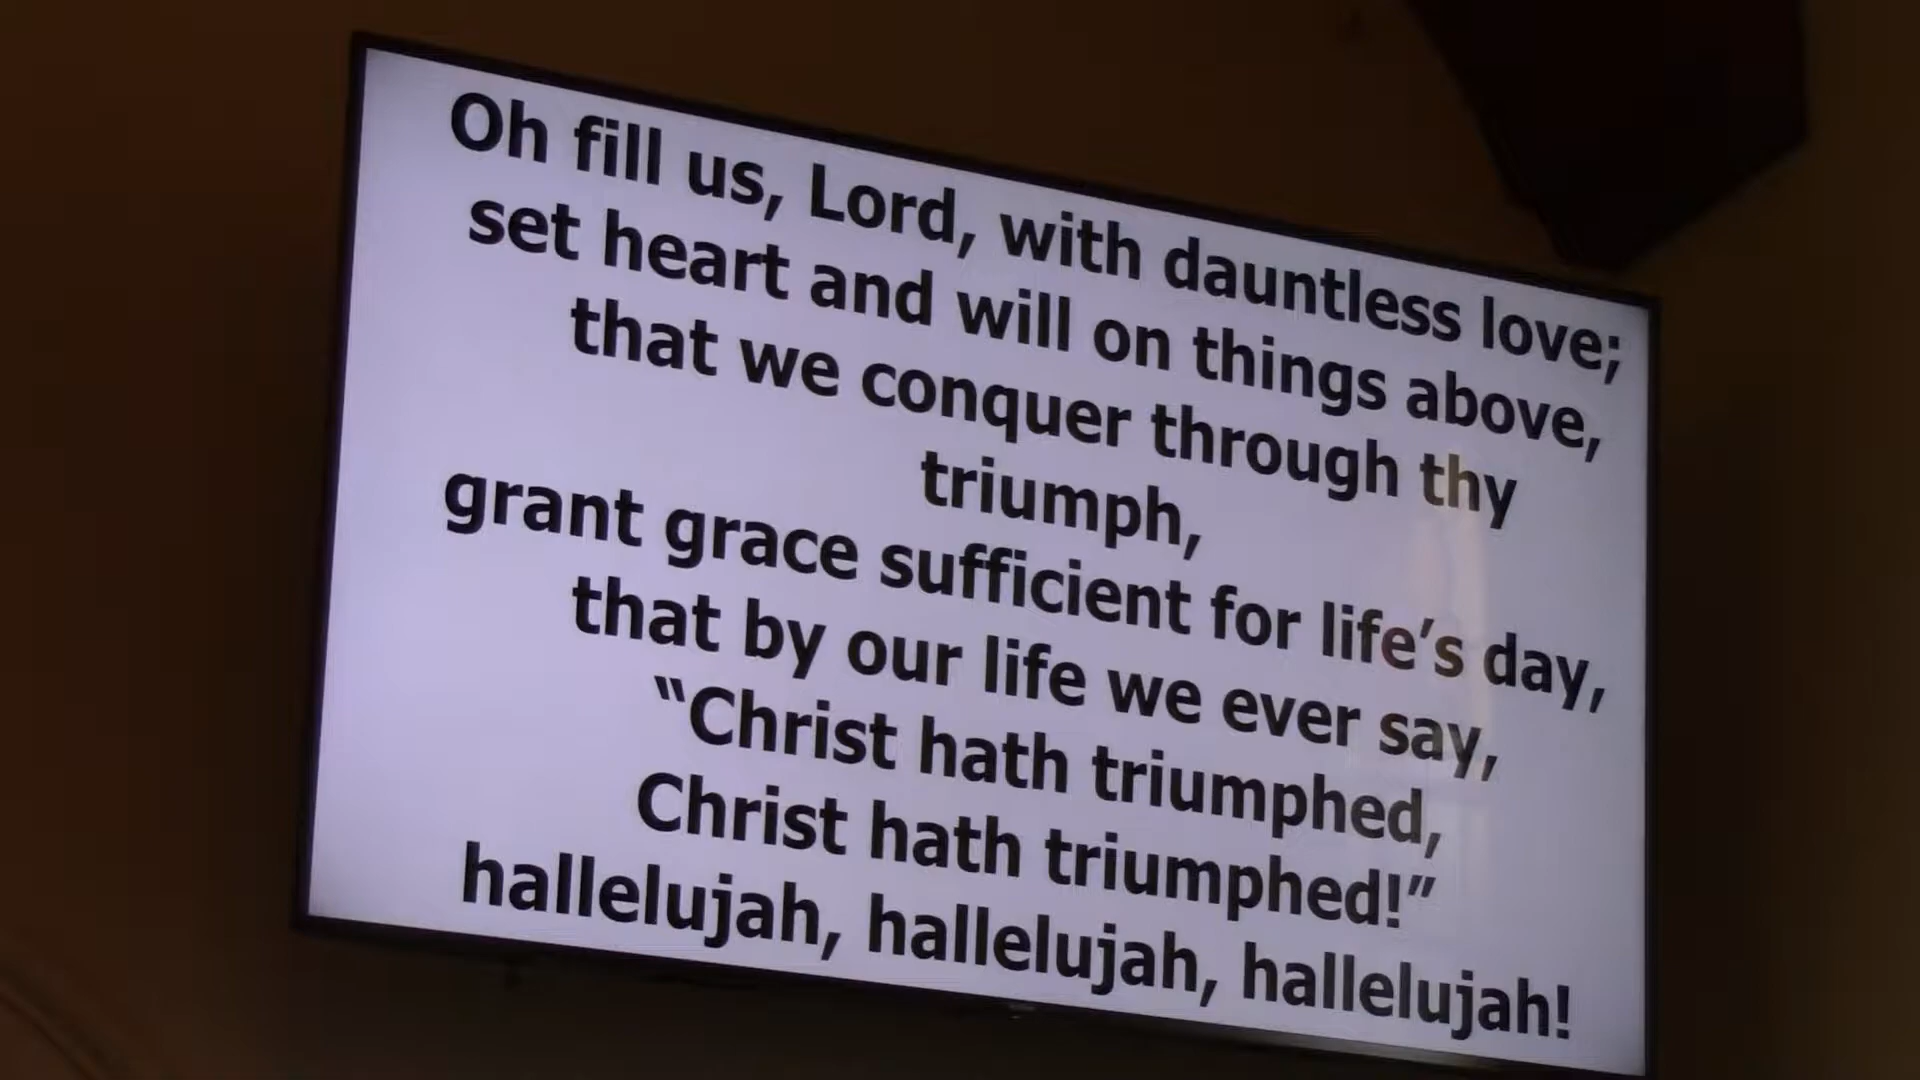 Oh fill us, Lord, with dauntless love;
set heart and will on things above,
that we conquer through thy
triumph,
grant grace sufficient for life’s day,
that by our life we ever say,
“Christ hath triumphed,
Christ hath triumphed!”
hallelujah, hallelujah, hallelujah!